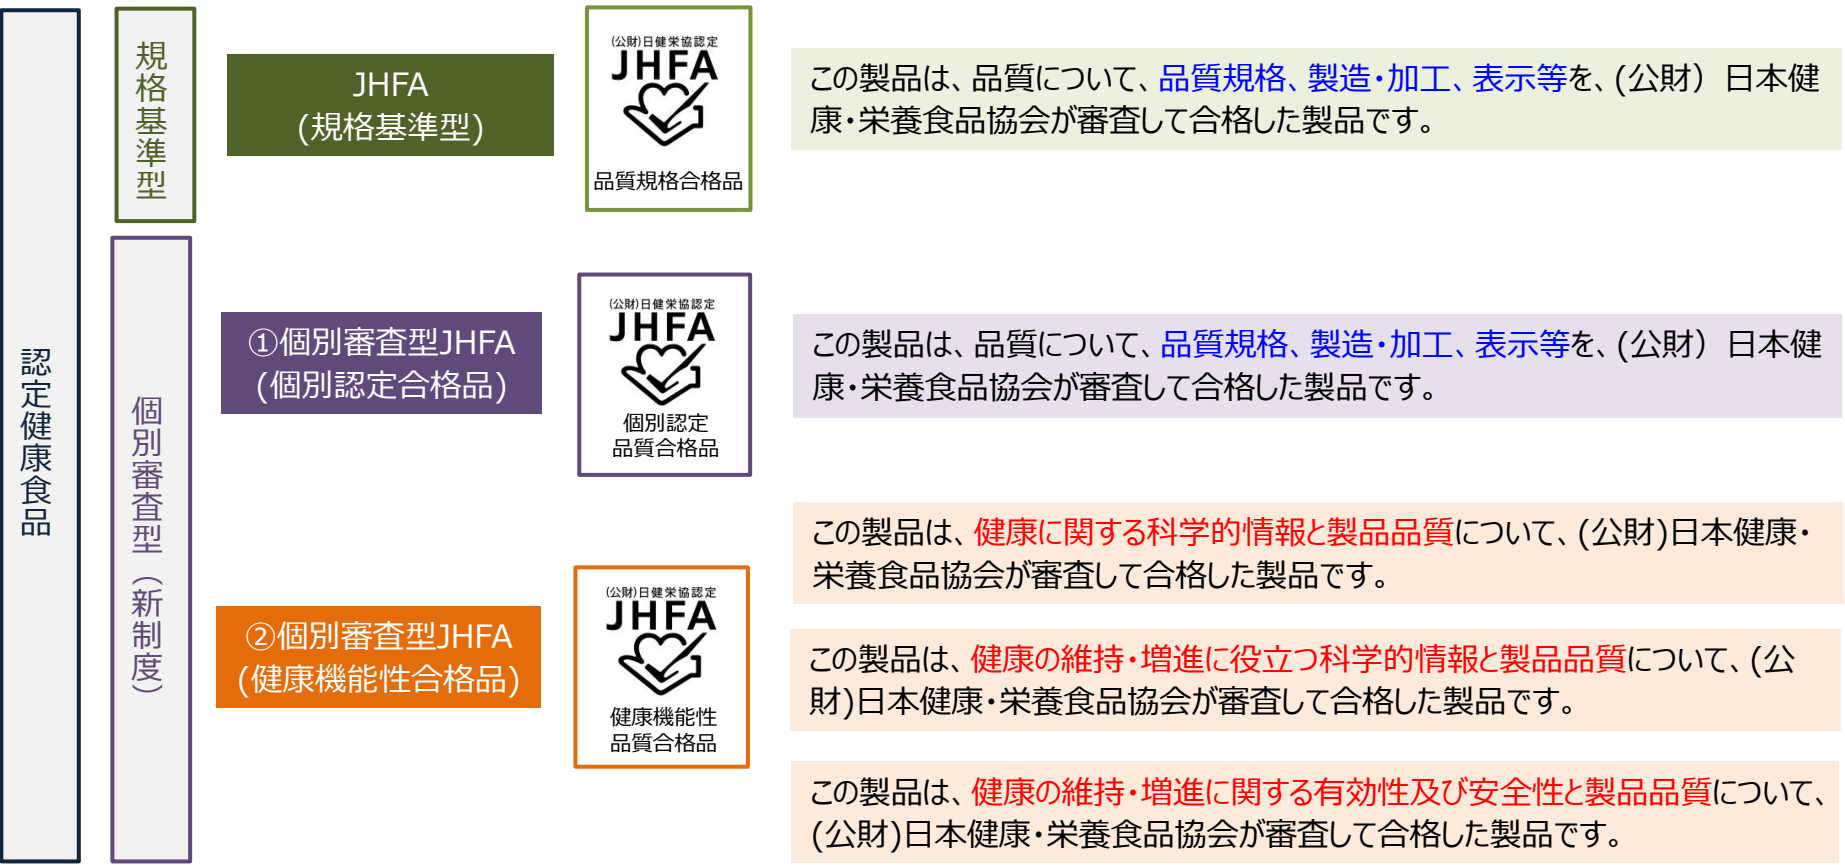 認定健康食品
規格基準型
JHFA
(規格基準型)
(公財)日健栄協認定
JHFA
品質規格合格品
この製品は、品質について、品質規格、製造・加工、表示等を、(公財）日本健
康・栄養食品協会が審査して合格した製品です。
個別審査型（新制度）
①個別審査型JHFA
(個別認定合格品)
(公財)日健栄協認定
JHFA
個別認定
品質合格品
この製品は、品質について、品質規格、製造・加工、表示等を、(公財）日本健
康・栄養食品協会が審査して合格した製品です。
②個別審査型JHFA
(健康機能性合格品)
(公財)日健栄協認定
JHFA
健康機能性
品質合格品
この製品は、健康に関する科学的情報と製品品質について、(公財)日本健康・
栄養食品協会が審査して合格した製品です。
この製品は、健康の維持・増進に役立つ科学的情報と製品品質について、(公
財)日本健康・栄養食品協会が審査して合格した製品です。
この製品は、健康の維持・増進に関する有効性及び安全性と製品品質について、
(公財)日本健康・栄養食品協会が審査して合格した製品です。